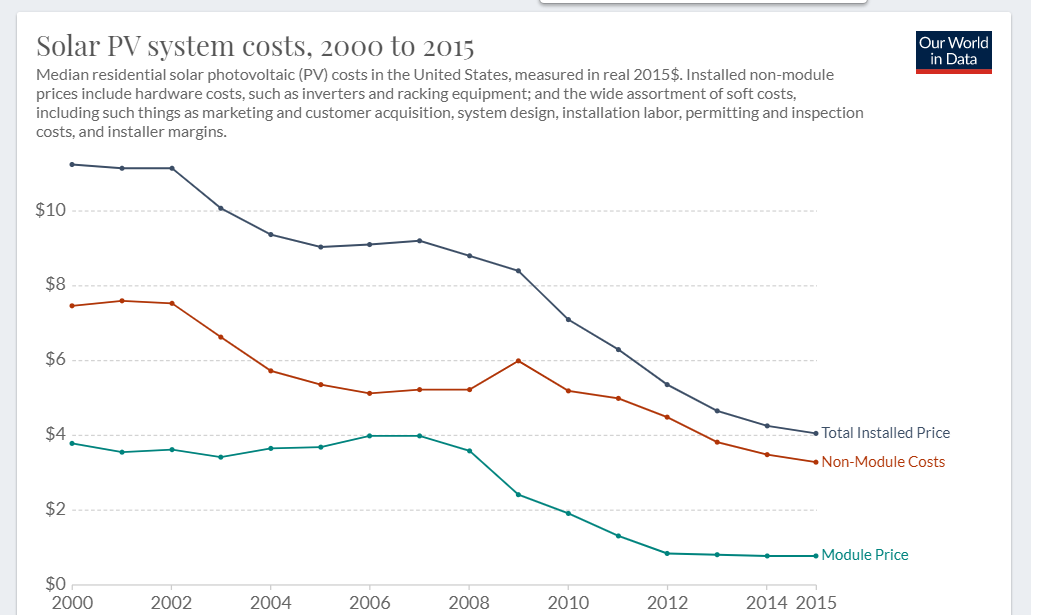 Solar PV system costs, 2000 to 2015
Our World
in Data
Median residential solar photovoltaic (PV) costs in the United States, measured in real 2015$. Installed non-module
prices include hardware costs, such as inverters and racking equipment; and the wide assortment of soft costs,
including such things as marketing and customer acquisition, system design, installation labor, permitting and inspection
costs, and installer margins.
$10
$8
$6
$4
$2
$0
Total Installed Price
Non-Module Costs
Module Price
2000 2002 2004 2006 2008 2010 2012 2014 2015